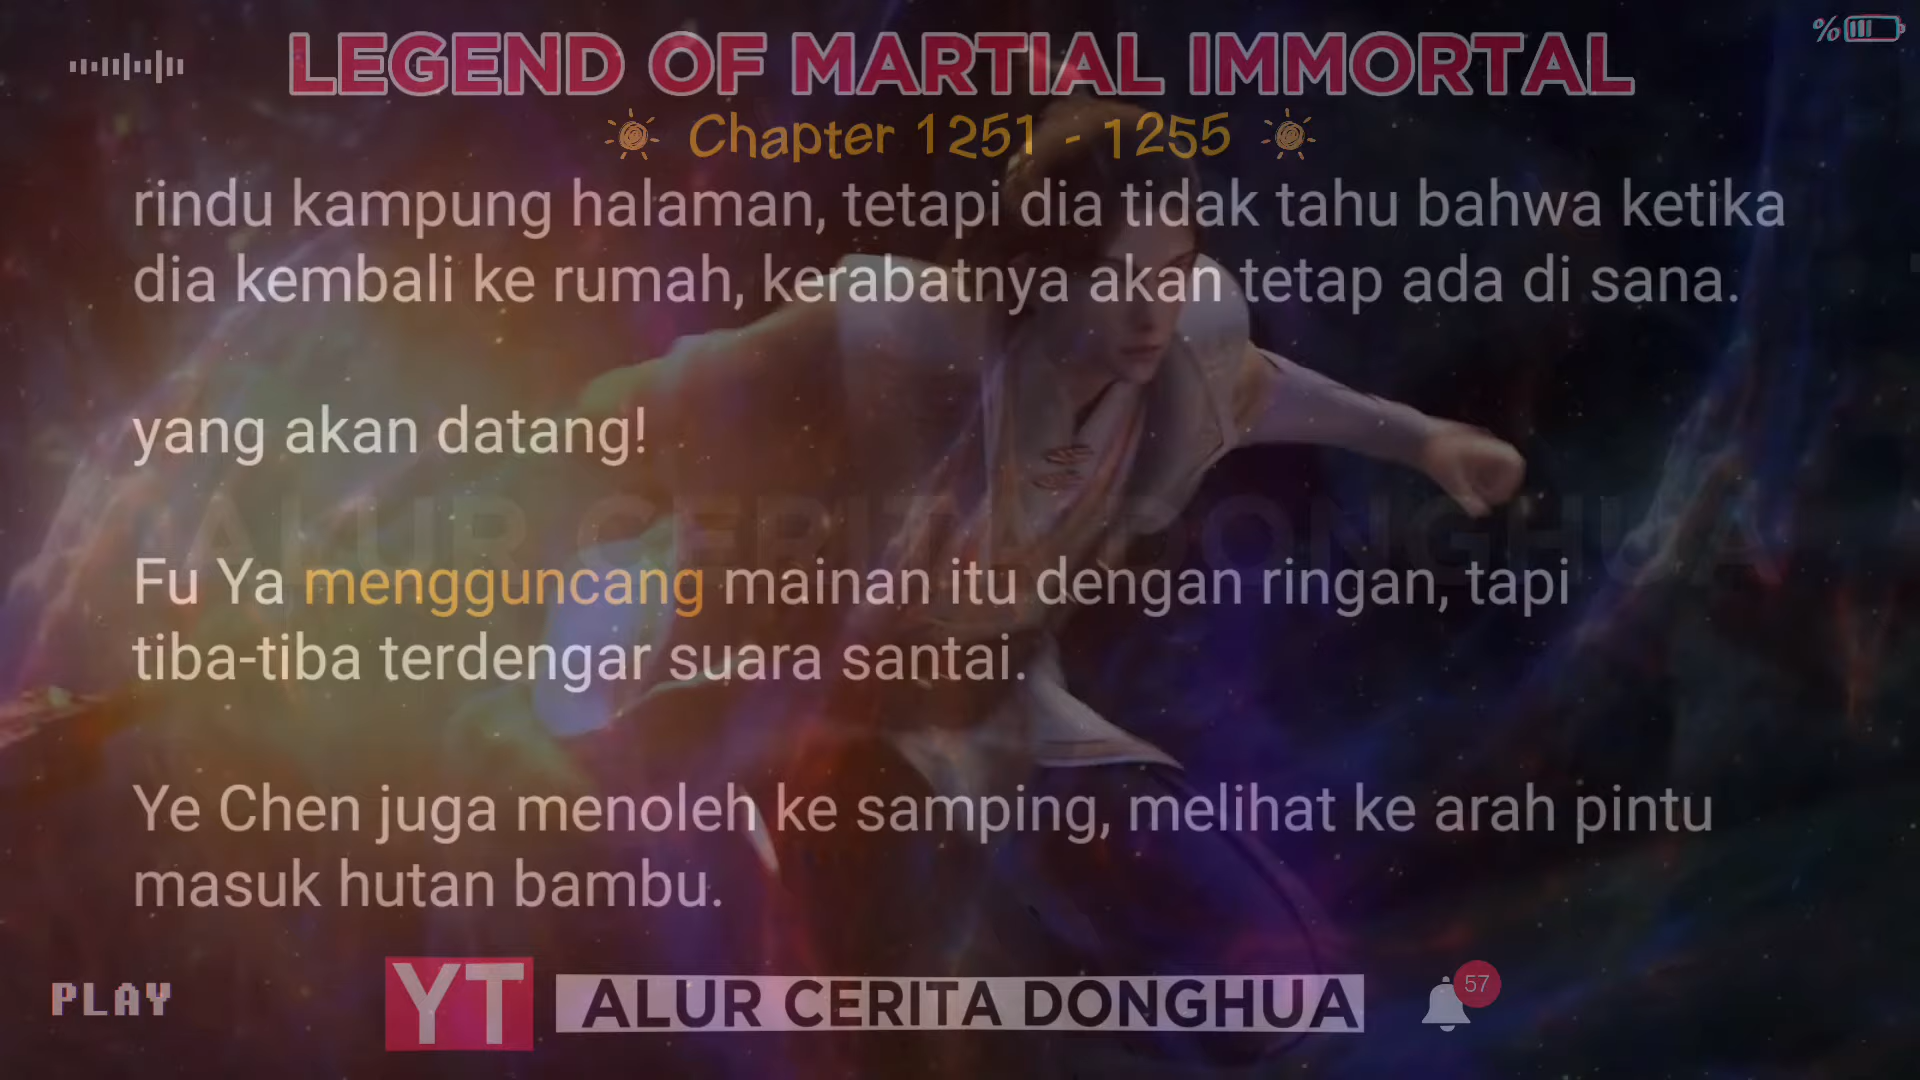 LEGEND OF MARTIAL IMMORTAL
%
Chapter 1251 - 1255
rindu kampung halaman, tetapi dia tidak tahu bahwa ketika
dia kembali ke rumah, kerabatnya akan tetap ada di sana.
yang akan datang!
ALUR CERITA DONGHUA
Fu Ya mengguncang mainan itu dengan ringan, tapi
tiba-tiba terdengar suara santai.
Ye Chen juga menoleh ke samping, melihat ke arah pintu
masuk hutan bambu.
PLAY
YT
ALUR CERITA DONGHUA
57